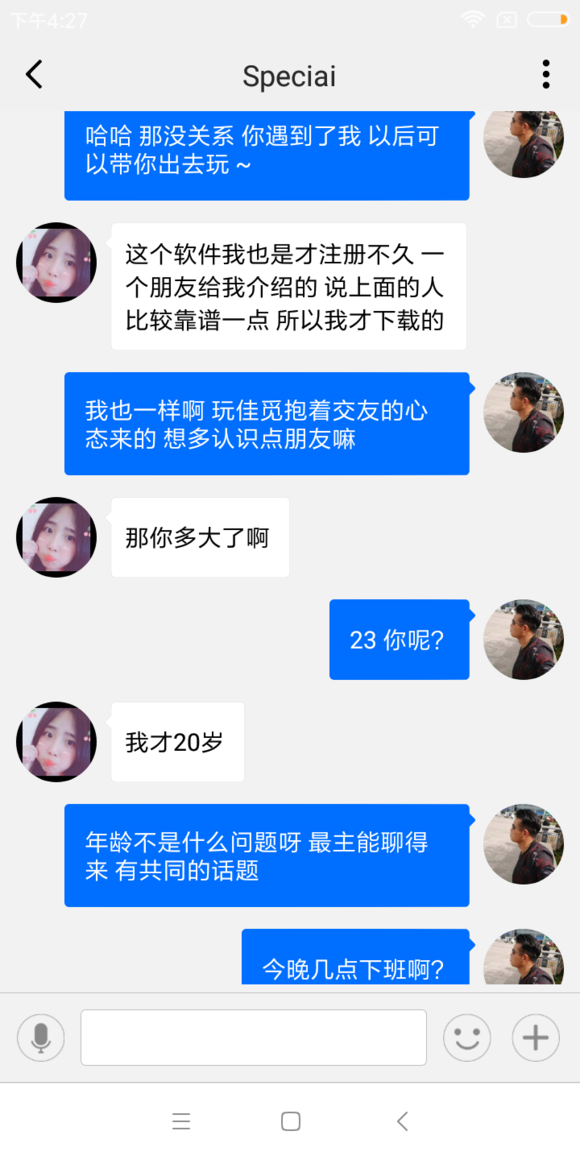 下午4:27
Speciai
哈哈 那没关系 你遇到了我 以后可
以带你出去玩 ~
这个软件我也是才注册不久 一
个朋友给我介绍的 说上面的人
比较靠谱一点 所以我才下载的
我也一样啊 玩佳觅抱着交友的心
态来的 想多认识点朋友嘛
那你多大了啊
23 你呢?
我才20岁
年龄不是什么问题呀 最主能聊得
来 有共同的话题
今晚几点下班啊?